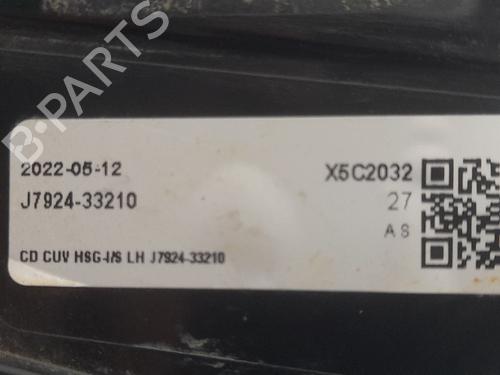 B-PARTS
2022-05-12
X5C2032
J7924-33210
27
AS
CD CUV HSG-I/S LH J7924-33210